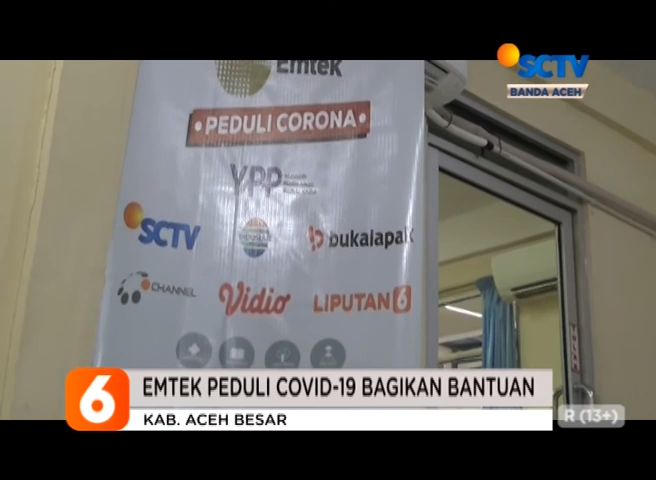 Emtek
SCTV
BANDA ACEH
• PEDULI CORONA •
YPP
SCTV
INDOSIAR
bukalapak
CHANNEL
Vidio
LIPUTAN 6
6
EMTEK PEDULI COVID-19 BAGIKAN BANTUAN
KAB. ACEH BESAR
R (13+)